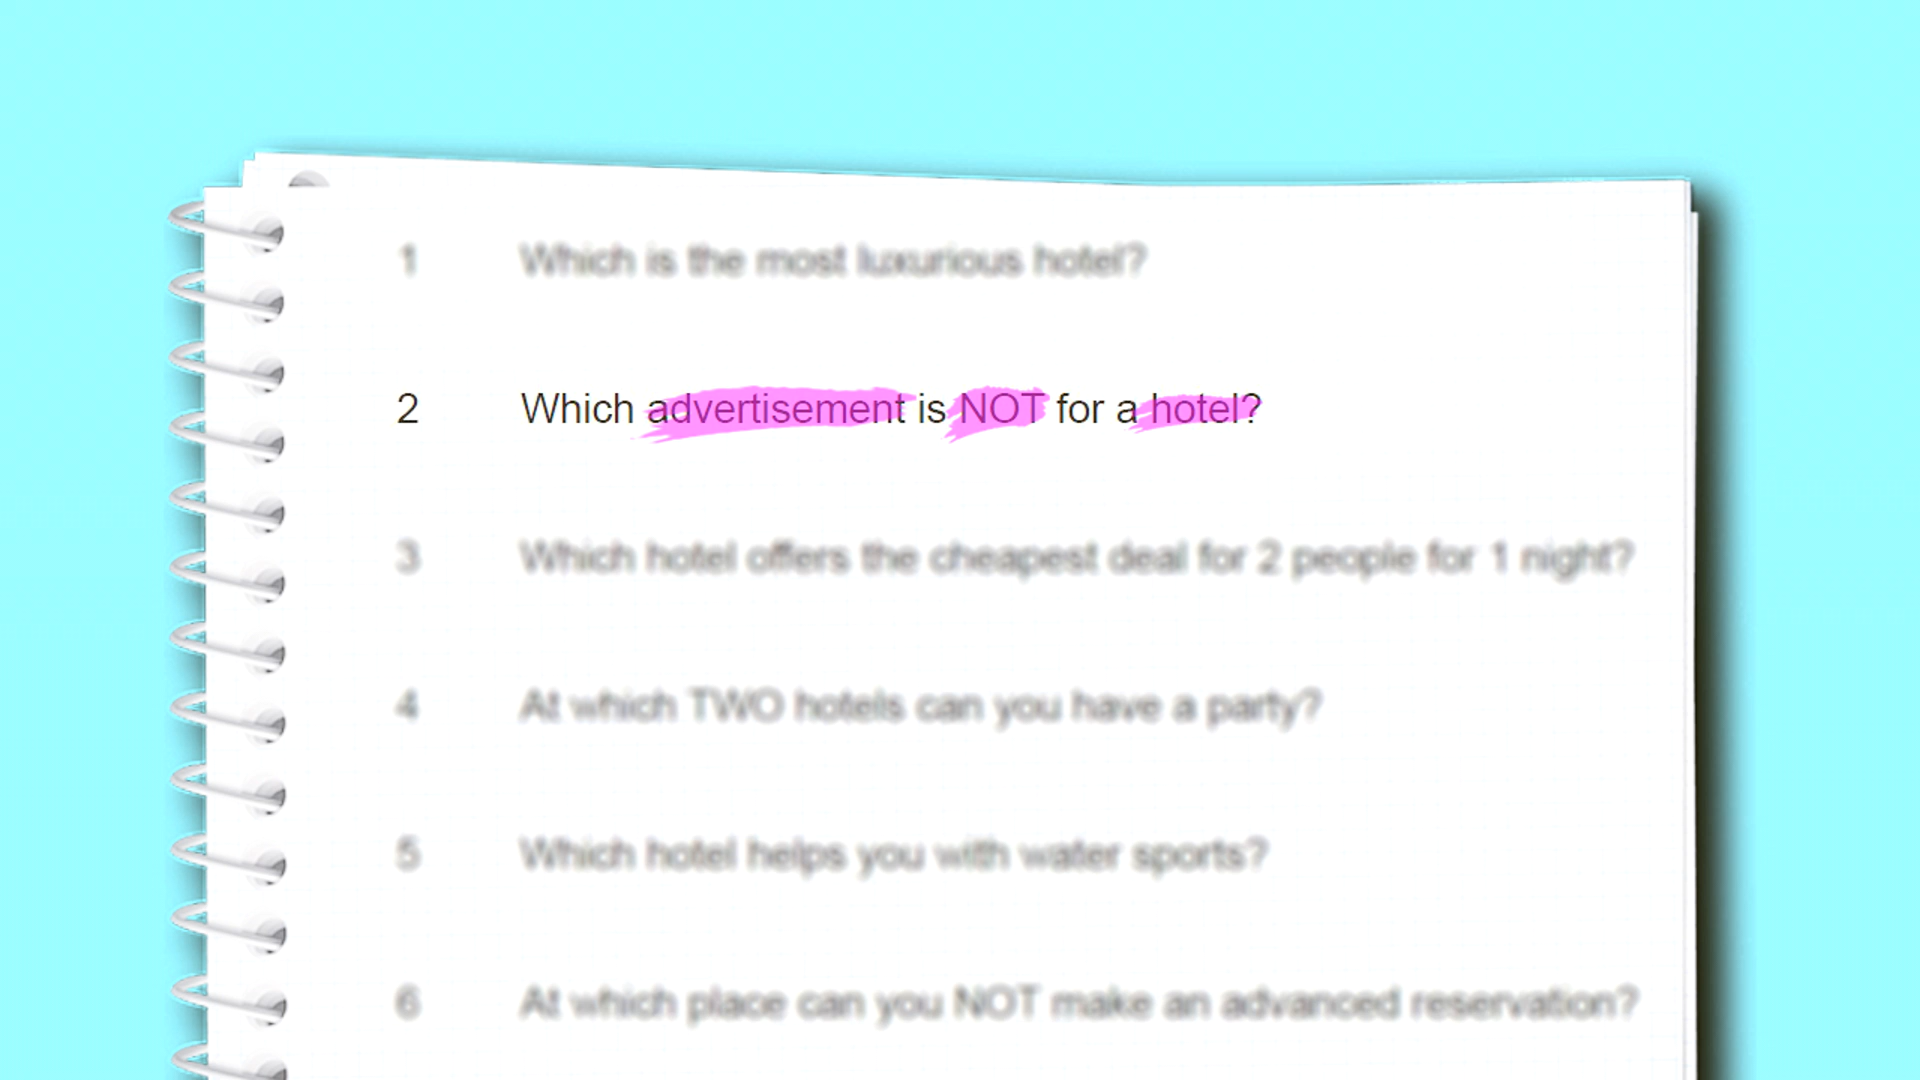 1 Which is the most luxurious hotel?
2 Which advertisement is NOT for a hotel?
3 Which hotel offers the cheapest deal for 2 people for 1 night?
4 At which TWO hotels can you have a party?
5 Which hotel helps you with water sports?
6 At which place can you NOT make an advanced reservation?